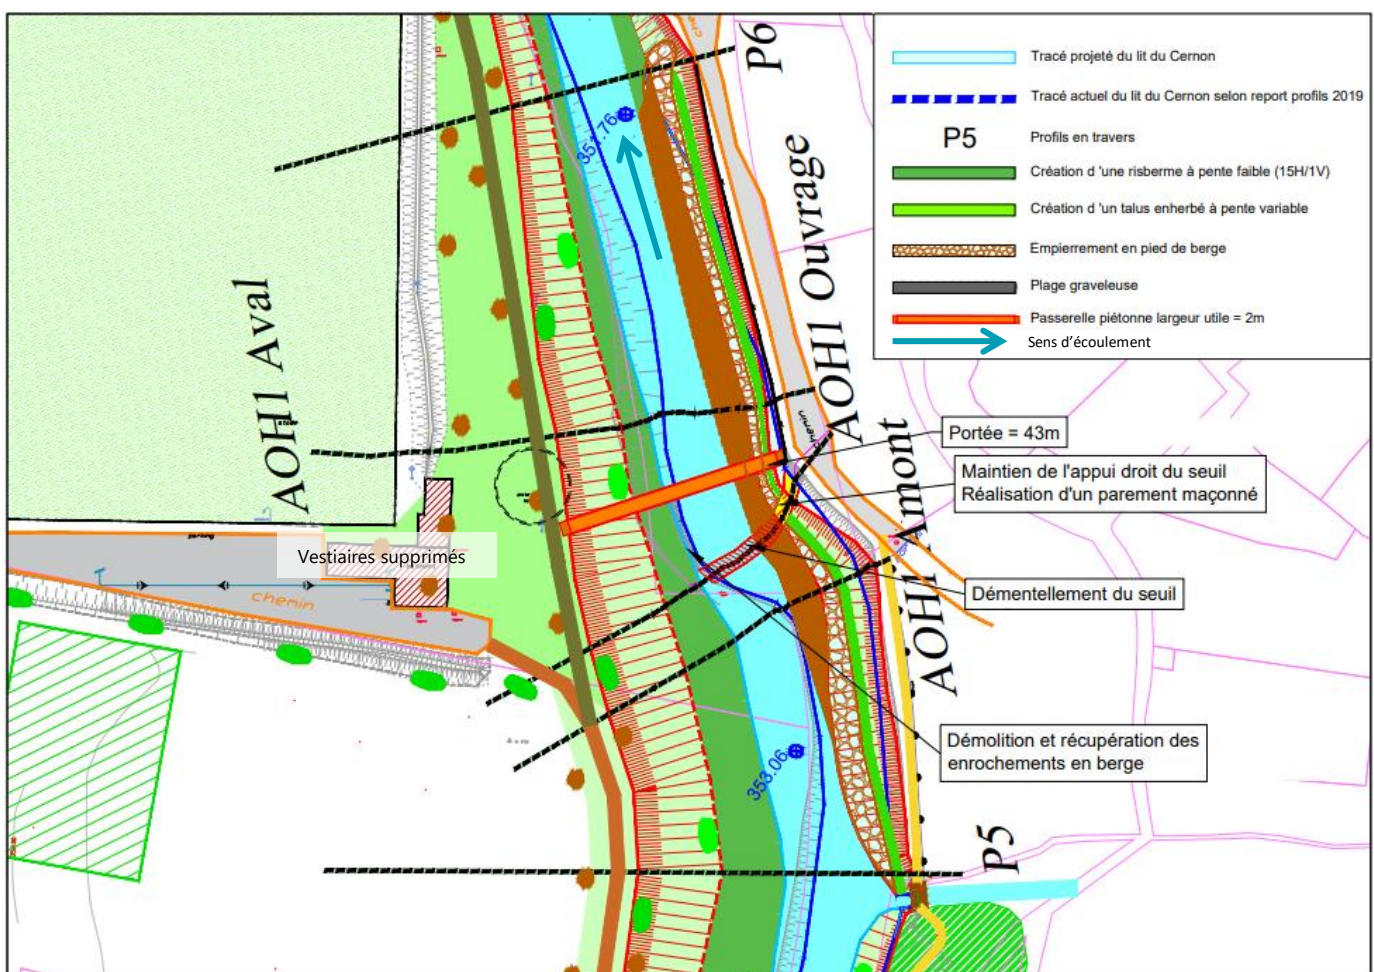 Tracé projeté du lit du Cernon
Tracé actuel du lit du Cernon selon report profils 2019
P5
Profils en travers
Création d 'une risberme à pente faible (15H/1V)
Création d 'un talus enherbé à pente variable
Empierrement en pied de berge
Plage graveleuse
Passerelle piétonne largeur utile = 2m
Sens d'écoulement
P6
351.76
AOH1 Ouvrage
AOH1 Aval
chenin
Portée = 43m
AOH1 Amont
Maintien de l'appui droit du seuil
Réalisation d'un parement maçonné
Vestiaires supprimés
chemin
Démentellement du seuil
Démolition et récupération des
enrochements en berge
353.06
P5